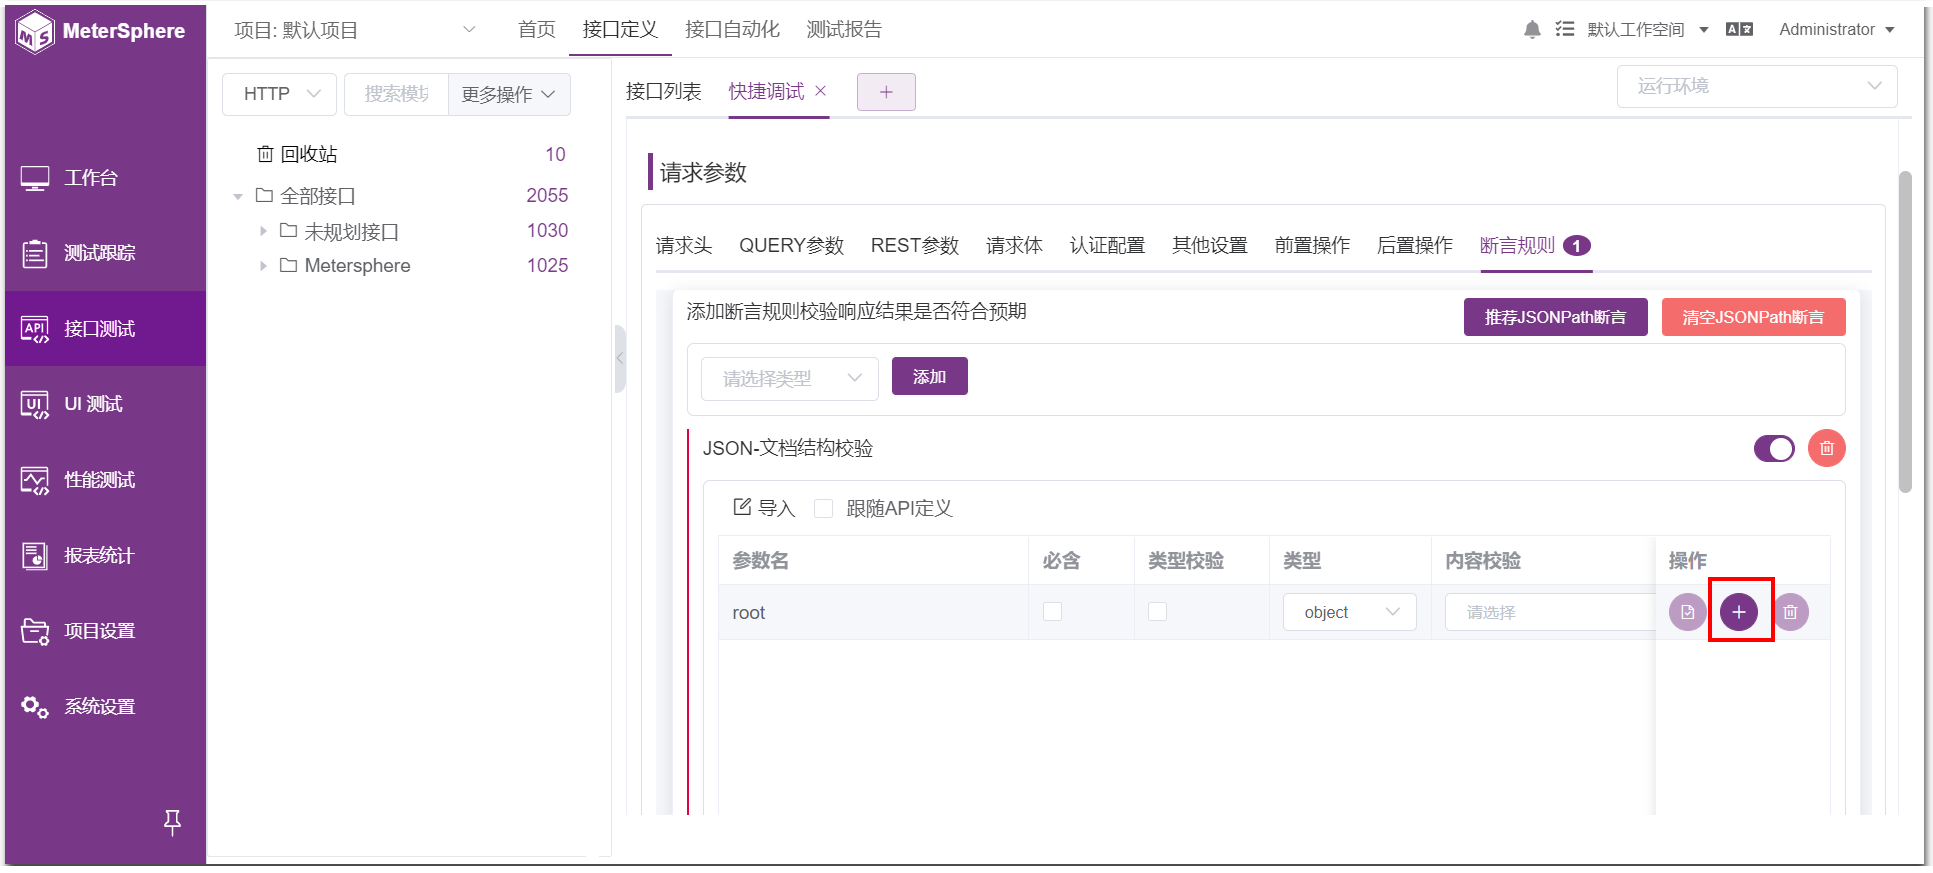 MeterSphere
项目: 默认项目
首页
接口定义
接口自动化
测试报告
默认工作空间
Administrator
工作台
测试跟踪
接口测试
UI 测试
性能测试
报表统计
项目设置
系统设置
HTTP
搜索模块
更多操作
回收站 10
全部接口 2055
未规划接口 1030
Metersphere 1025
接口列表
快捷调试
运行环境
请求参数
请求头 QUERY参数 REST参数 请求体 认证配置 其他设置 前置操作 后置操作 断言规则 1
添加断言规则校验响应结果是否符合预期
推荐JSONPath断言
清空JSONPath断言
请选择类型
添加
JSON-文档结构校验
导入 跟随API定义
参数名 必含 类型校验 类型 内容校验 操作
root object 请选择